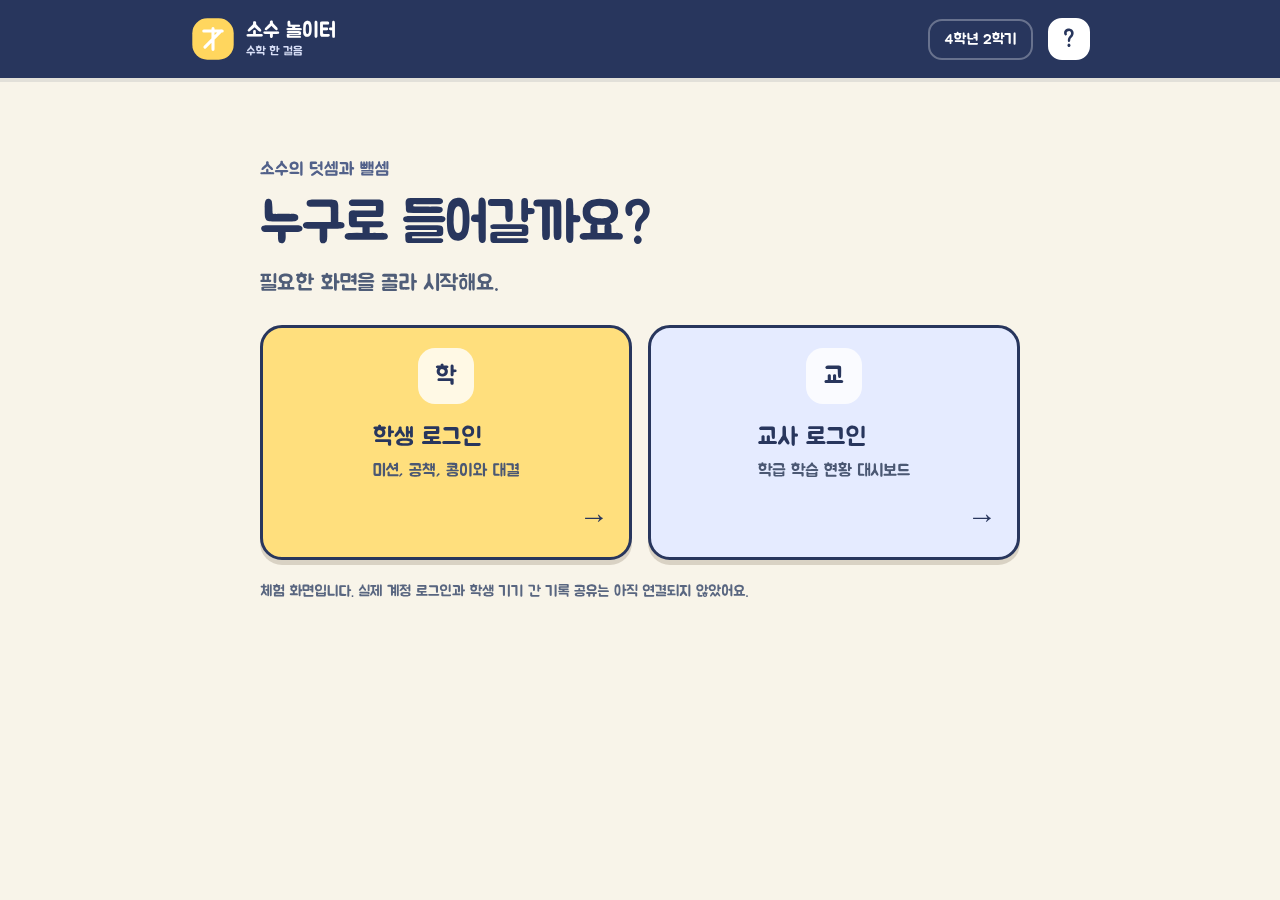 소수 놀이터
수학 한 걸음
4학년 2학기
?
소수의 덧셈과 뺄셈
누구로 들어갈까요?
필요한 화면을 골라 시작해요.
학
학생 로그인
미션, 공책, 콩이와 대결
→
교
교사 로그인
학급 학습 현황 대시보드
→
체험 화면입니다. 실제 계정 로그인과 학생 기기 간 기록 공유는 아직 연결되지 않았어요.